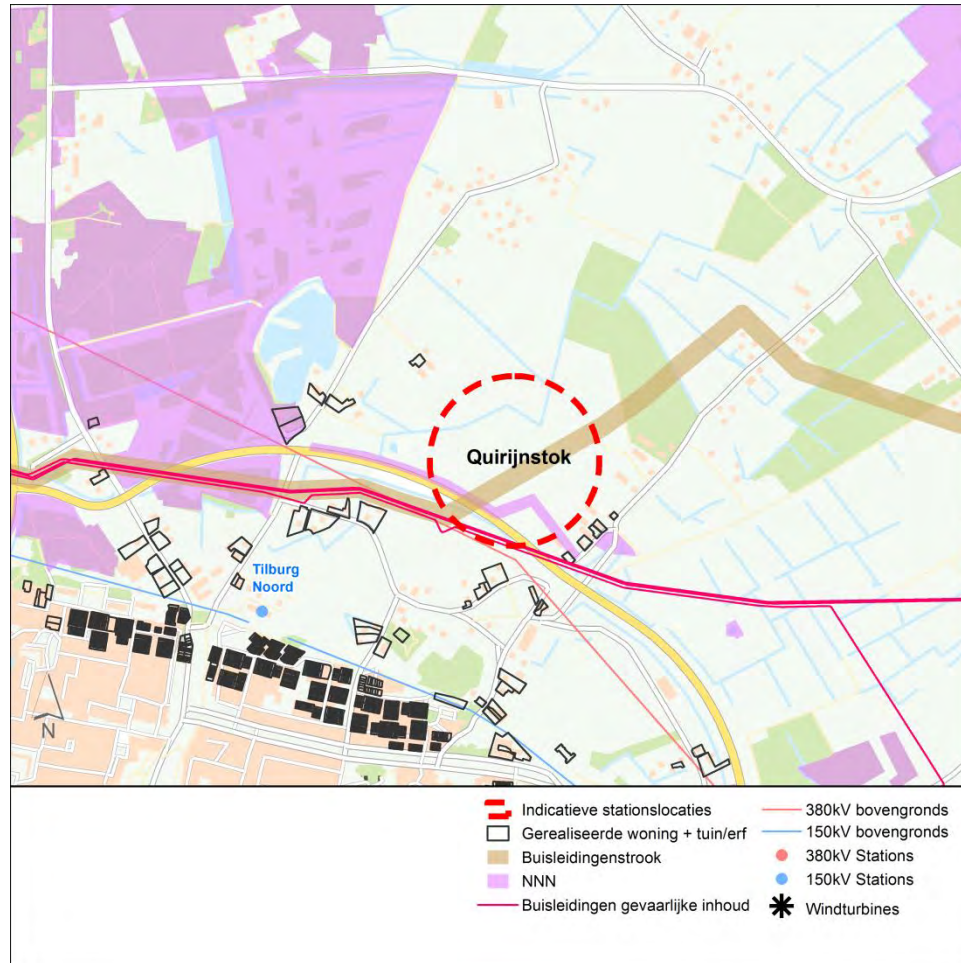 Quirijnstok
Tilburg
Noord
N
Indicatieve stationslocaties
Gerealiseerde woning + tuin/erf
Buisleidingenstrook
NNN
Buisleidingen gevaarlijke inhoud
380kV bovengronds
150kV bovengronds
380kV Stations
150kV Stations
Windturbines